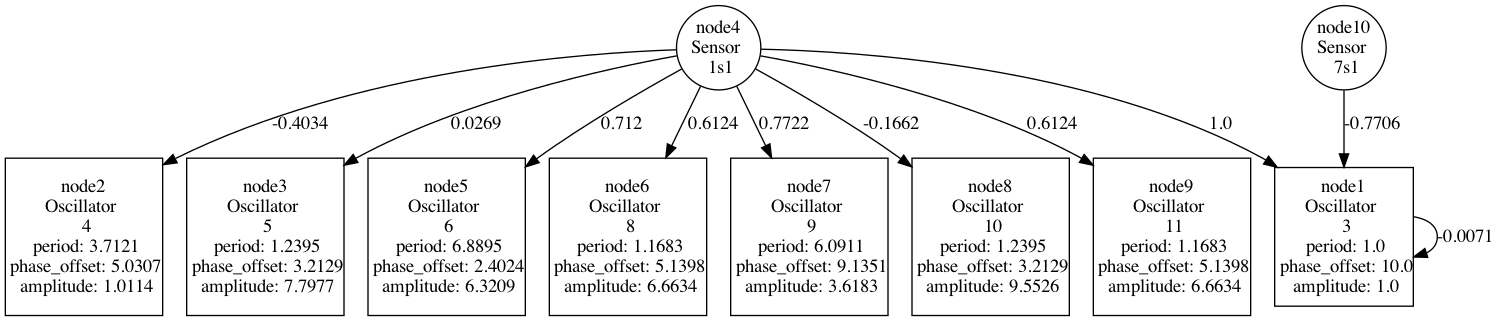 node4
Sensor
1s1
node10
Sensor
7s1
-0.4034
0.0269
0.712
0.6124
0.7722
-0.1662
0.6124
1.0
-0.7706
node2
Oscillator
4
period: 3.7121
phase_offset: 5.0307
amplitude: 1.0114
node3
Oscillator
5
period: 1.2395
phase_offset: 3.2129
amplitude: 7.7977
node5
Oscillator
6
period: 6.8895
phase_offset: 2.4024
amplitude: 6.3209
node6
Oscillator
8
period: 1.1683
phase_offset: 5.1398
amplitude: 6.6634
node7
Oscillator
9
period: 6.0911
phase_offset: 9.1351
amplitude: 3.6183
node8
Oscillator
10
period: 1.2395
phase_offset: 3.2129
amplitude: 9.5526
node9
Oscillator
11
period: 1.1683
phase_offset: 5.1398
amplitude: 6.6634
node1
Oscillator
3
period: 1.0
phase_offset: 10.0
amplitude: 1.0
-0.0071